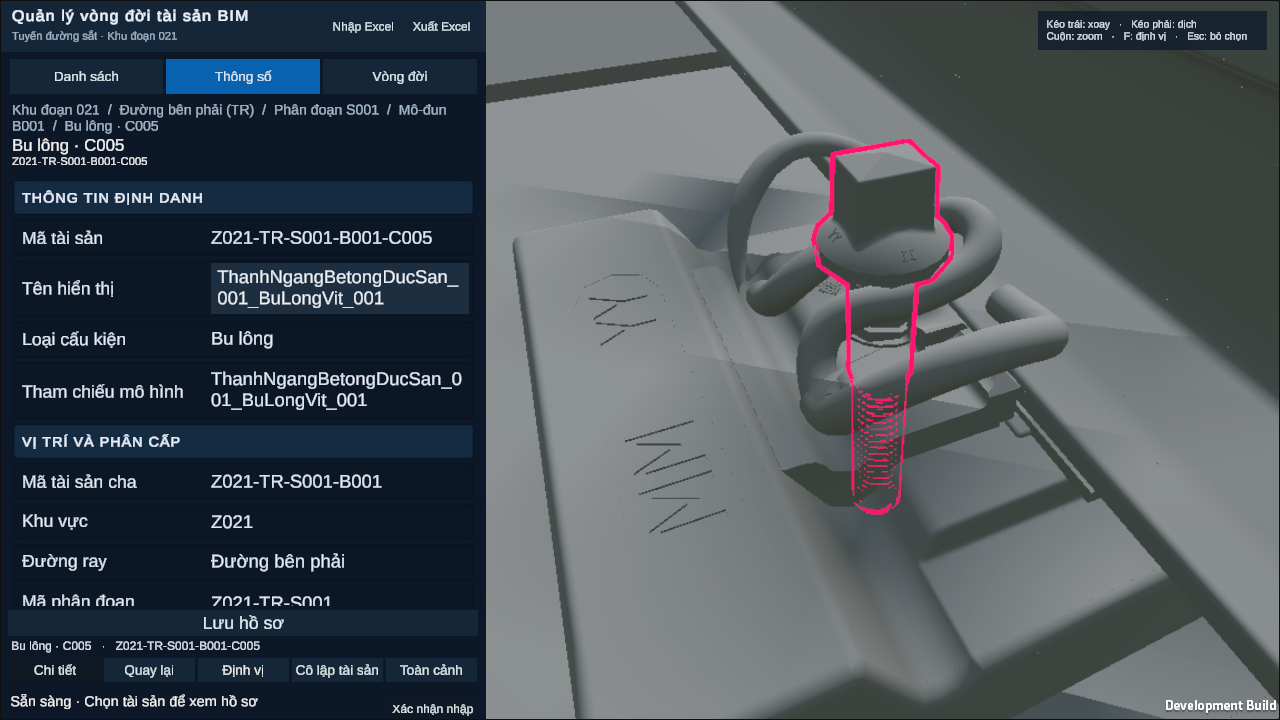 Quản lý vòng đời tài sản BIM
Tuyến đường sắt · Khu đoạn 021
Nhập Excel
Xuất Excel
Danh sách
Thông số
Vòng đời
Khu đoạn 021 / Đường bên phải (TR) / Phân đoạn S001 / Mô-đun
B001 / Bu lông · C005
Bu lông · C005
Z021-TR-S001-B001-C005
THÔNG TIN ĐỊNH DANH
Mã tài sản
Z021-TR-S001-B001-C005
Tên hiển thị
ThanhNgangBetongDucSan_
001_BuLongVit_001
Loại cấu kiện
Bu lông
Tham chiếu mô hình
ThanhNgangBetongDucSan_0
01_BuLongVit_001
VỊ TRÍ VÀ PHÂN CẤP
Mã tài sản cha
Z021-TR-S001-B001
Khu vực
Z021
Đường ray
Đường bên phải
Mã phân đoạn
Z021-TR-S001
Lưu hồ sơ
Bu lông · C005 · Z021-TR-S001-B001-C005
Chi tiết
Quay lại
Định vị
Cô lập tài sản
Toàn cảnh
Sẵn sàng · Chọn tài sản để xem hồ sơ
Xác nhận nhập
Kéo trái: xoay · Kéo phải: dịch
Cuộn: zoom · F: định vị · Esc: bỏ chọn
Development Build